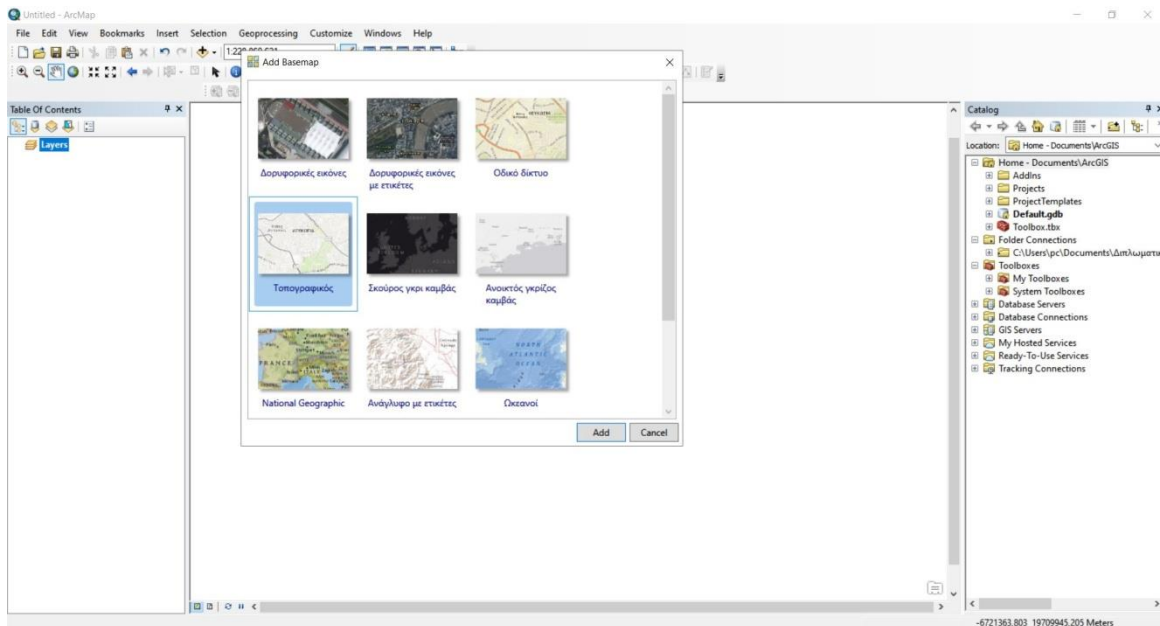 Untitled - ArcMap
File Edit View Bookmarks Insert Selection Geoprocessing Customize Windows Help
Add Basemap
Table Of Contents
Layers
Δορυφορικές εικόνες
Δορυφορικές εικόνες
με ετικέτες
Οδικό δίκτυο
Τοπογραφικός
Σκούρος γκρι καμβάς
Ανοικτός γκρίζος
καμβάς
FRANCE
SOUTH
ATLANTIC
OCEAN
National Geographic
Ανάγλυφο με ετικέτες
Ωκεανοί
Add
Cancel
Catalog
Location: Home - Documents\ArcGIS
Home - Documents\ArcGIS
AddIns
Projects
ProjectTemplates
Default.gdb
Toolbox.tbx
Folder Connections
C:\Users\pc\Documents\Διπλωματι
Toolboxes
My Toolboxes
System Toolboxes
Database Servers
Database Connections
GIS Servers
My Hosted Services
Ready-To-Use Services
Tracking Connections
-6721363.803 19709945.205 Meters